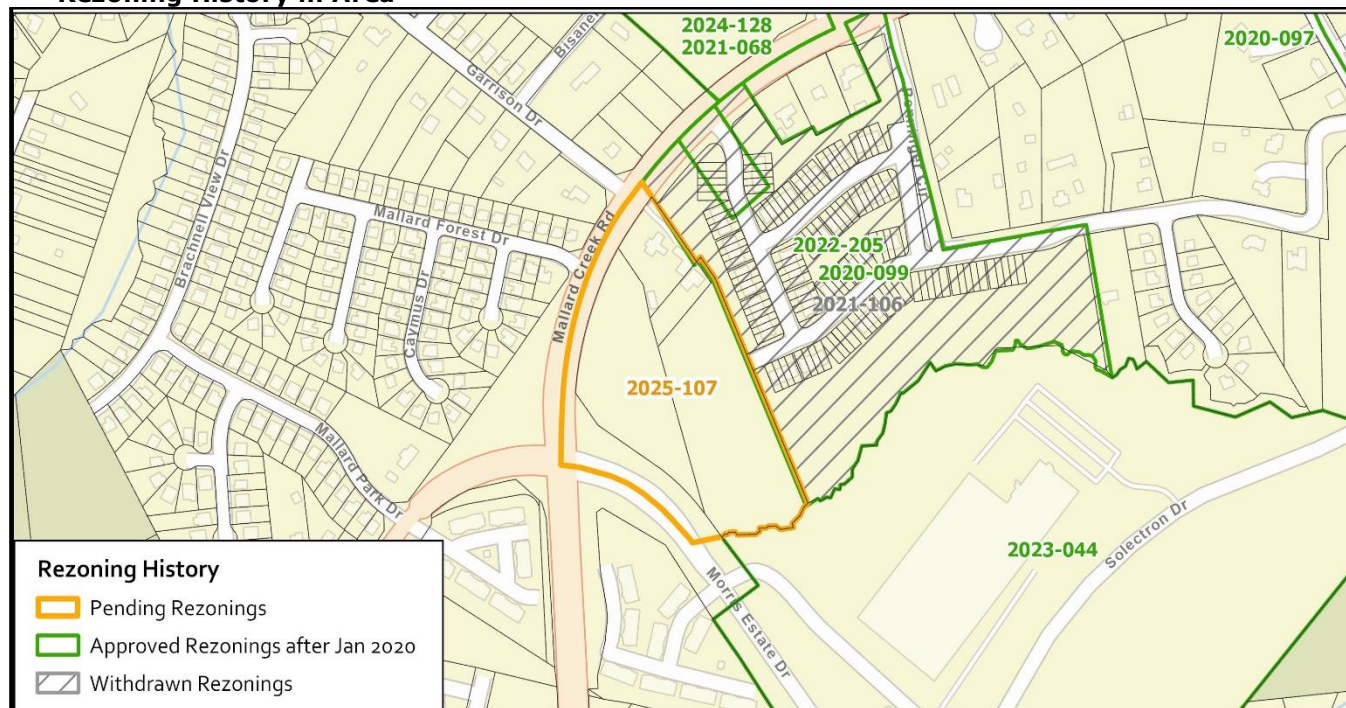 Rezoning History in Area
2024-128
2021-068
2020-097
Bisane
Garrison Dr
Brachnell View Dr
Mallard Forest Dr
Mallard Creek Rd
Caymus Dr
2022-205
2020-099
2021-106
2025-107
Mallard Park Dr
2023-044
Solectron Dr
Morris Estate Dr
Rezoning History
Pending Rezonings
Approved Rezonings after Jan 2020
Withdrawn Rezonings